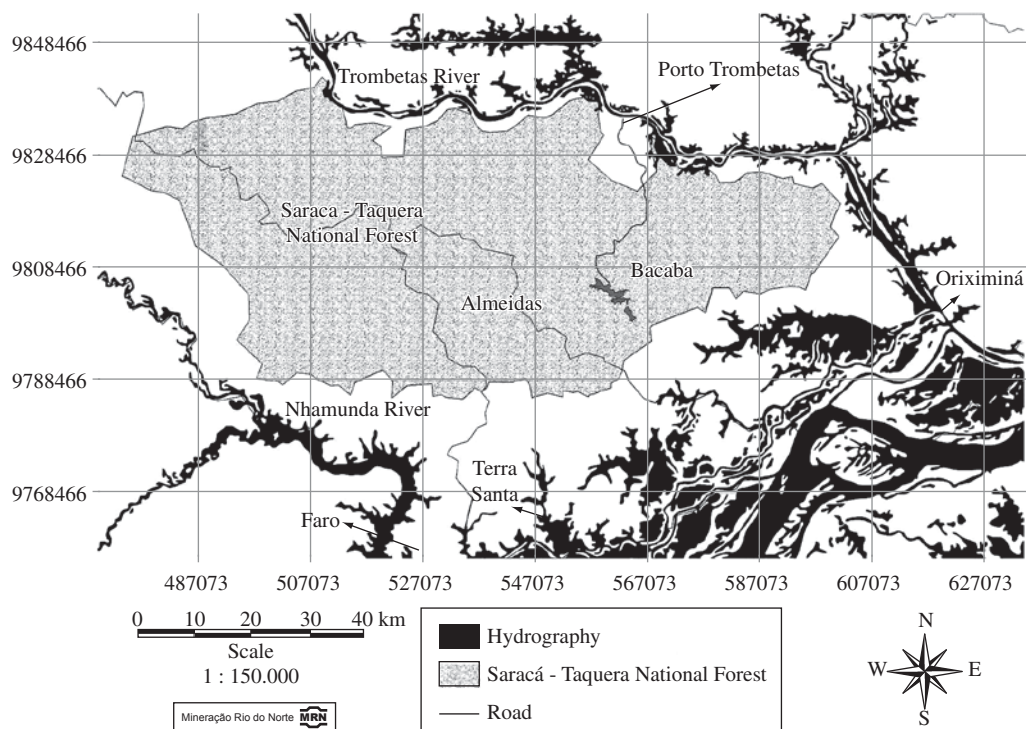 9848466
Trombetas River
Porto Trombetas
9828466
Saraca - Taquera
National Forest
9808466
Bacaba
Oriximiná
Almeidas
9788466
Nhamunda River
Terra
Santa
9768466
Faro
487073 507073 527073 547073 567073 587073 607073 627073
0 10 20 30 40 km
Scale
1 : 150.000
Mineração Rio do Norte MRN
Hydrography
Saracá - Taquera National Forest
Road
N
W E
S